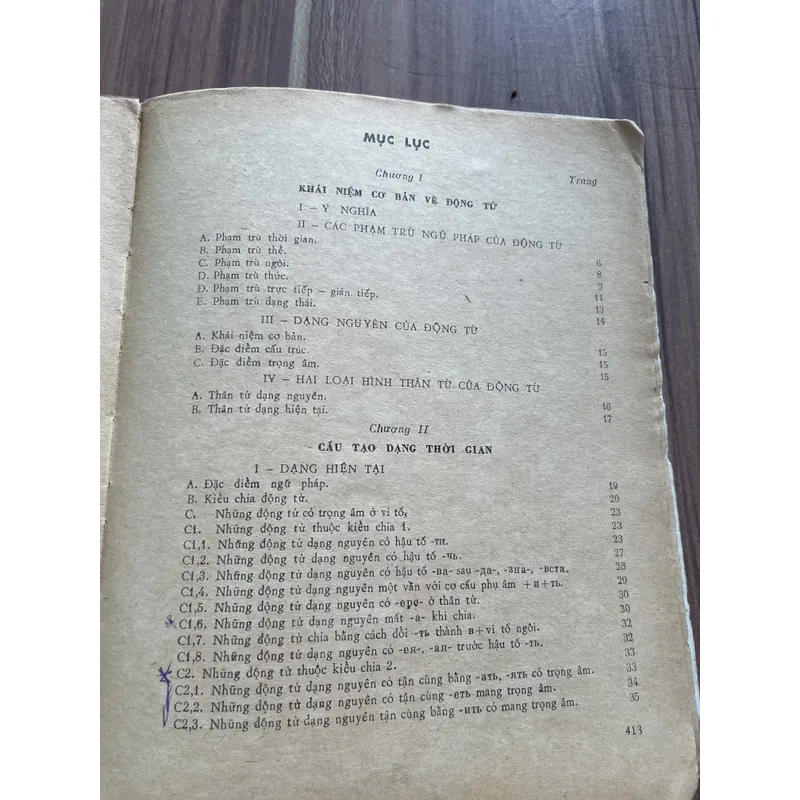 MỤC LỤC
Chương I
Trang
KHÁI NIỆM CƠ BẢN VỀ ĐỘNG TỪ
I — Ý NGHĨA
II — CÁC PHẠM TRÙ NGỮ PHÁP CỦA ĐỘNG TỪ
A. Phạm trù thời gian. 6
B. Phạm trù thể. 8
C. Phạm trù ngôi. 9
D. Phạm trù thức. 11
Đ. Phạm trù trực tiếp — gián tiếp. 13
E. Phạm trù dạng thái. 14
III — DẠNG NGUYÊN CỦA ĐỘNG TỪ
A. Khái niệm cơ bản. 15
B. Đặc điểm cấu trúc. 15
C. Đặc điểm trọng âm. 15
IV — HAI LOẠI HÌNH THÂN TỪ CỦA ĐỘNG TỪ
A. Thân từ dạng nguyên. 16
B. Thân từ dạng hiện tại. 17
Chương II
CẤU TẠO DẠNG THỜI GIAN
I — DẠNG HIỆN TẠI
A. Đặc điểm ngữ pháp. 19
B. Kiểu chia động từ. 20
C. Những động từ có trọng âm ở vĩ tố. 23
C1. Những động từ thuộc kiểu chia 1. 23
C1,1. Những động từ dạng nguyên có hậu tố -ти. 23
C1,2. Những động từ dạng nguyên có hậu tố -чь. 27
C1,3. Những động từ dạng nguyên có hậu tố -ва- sau -да-, -зна-, -вста. 28
C1,4. Những động từ dạng nguyên một vần với cơ cấu phụ âm +и+ть. 29
C1,5. Những động từ dạng nguyên có -ере- ở thân từ. 30
C1,6. Những động từ dạng nguyên mất -а- khi chia. 30
C1,7. Những động từ chia bằng cách đổi -ть thành в+vĩ tố ngôi. 32
C1,8. Những động từ dạng nguyên có -ея-, -ая- trước hậu tố -ть. 32
C2. Những động từ thuộc kiểu chia 2. 33
C2,1. Những động từ dạng nguyên có tận cùng bằng -ать, -ять có trọng âm. 33
C2,2. Những động từ dạng nguyên có tận cùng -еть mang trọng âm. 34
C2,3. Những động từ dạng nguyên tận cùng bằng -ить có mang trọng âm. 35
413